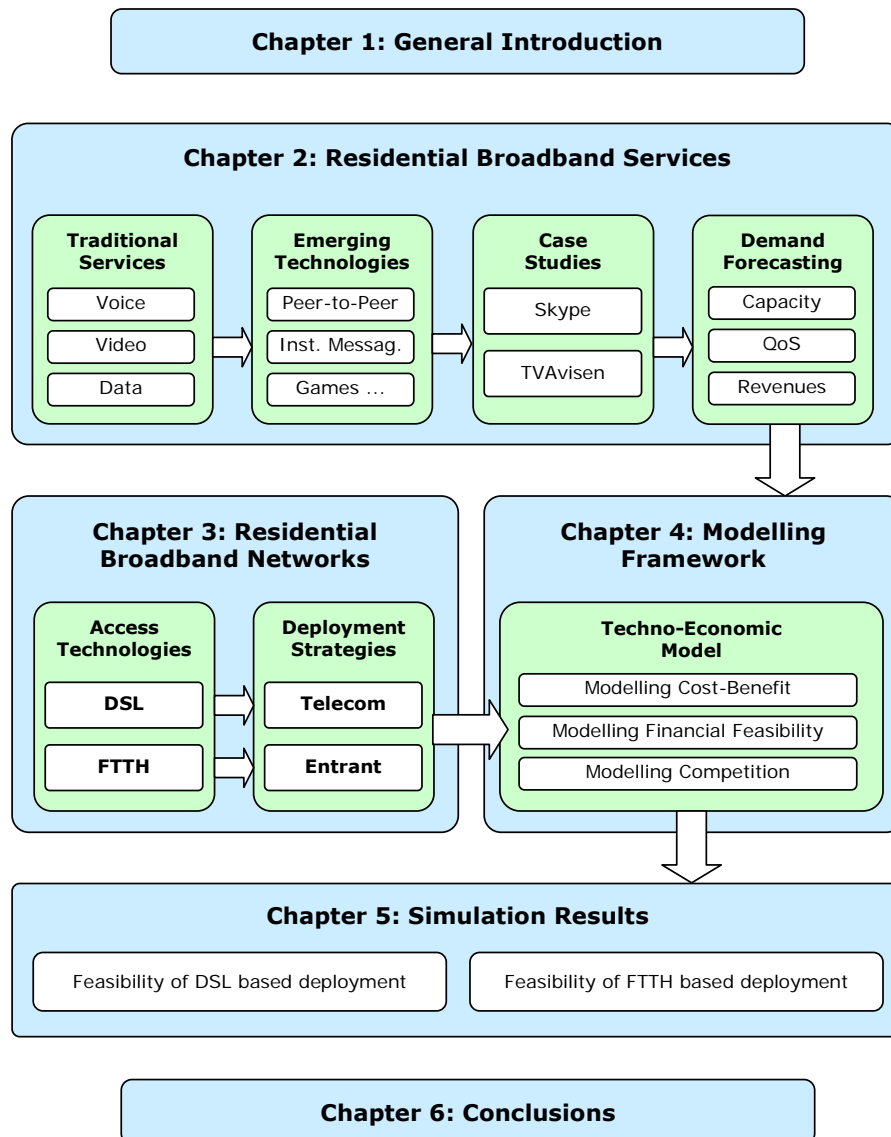 Chapter 1: General Introduction
Chapter 2: Residential Broadband Services
Traditional
Services
Voice
Video
Data
Emerging
Technologies
Peer-to-Peer
Inst. Messag.
Games ...
Case
Studies
Skype
TVAvisen
Demand
Forecasting
Capacity
QoS
Revenues
Chapter 3: Residential
Broadband Networks
Access
Technologies
DSL
FTTH
Deployment
Strategies
Telecom
Entrant
Chapter 4: Modelling
Framework
Techno-Economic
Model
Modelling Cost-Benefit
Modelling Financial Feasibility
Modelling Competition
Chapter 5: Simulation Results
Feasibility of DSL based deployment
Feasibility of FTTH based deployment
Chapter 6: Conclusions